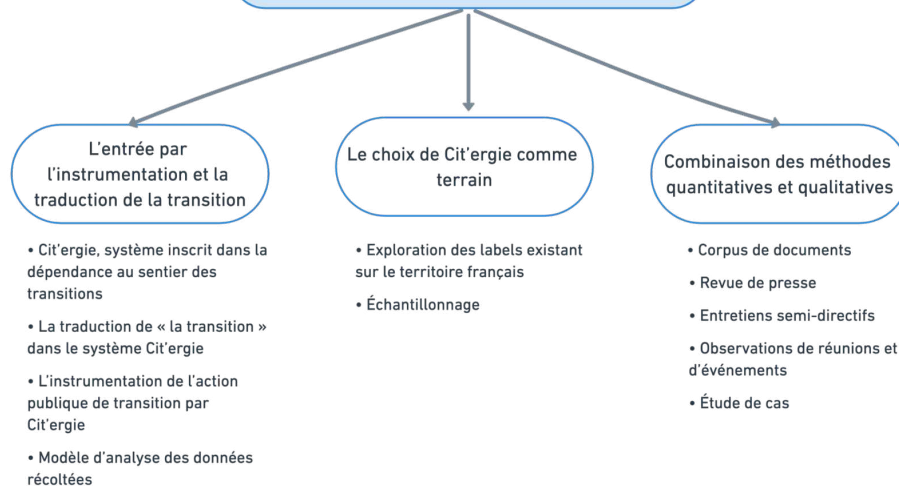 L'entrée par
l'instrumentation et la
traduction de la transition
• Cit'ergie, système inscrit dans la
dépendance au sentier des
transitions
• La traduction de « la transition »
dans le système Cit'ergie
• L'instrumentation de l'action
publique de transition par
Cit'ergie
• Modèle d'analyse des données
récoltées
Le choix de Cit'ergie comme
terrain
• Exploration des labels existant
sur le territoire français
• Échantillonnage
Combinaison des méthodes
quantitatives et qualitatives
• Corpus de documents
• Revue de presse
• Entretiens semi-directifs
• Observations de réunions et
d'événements
• Étude de cas